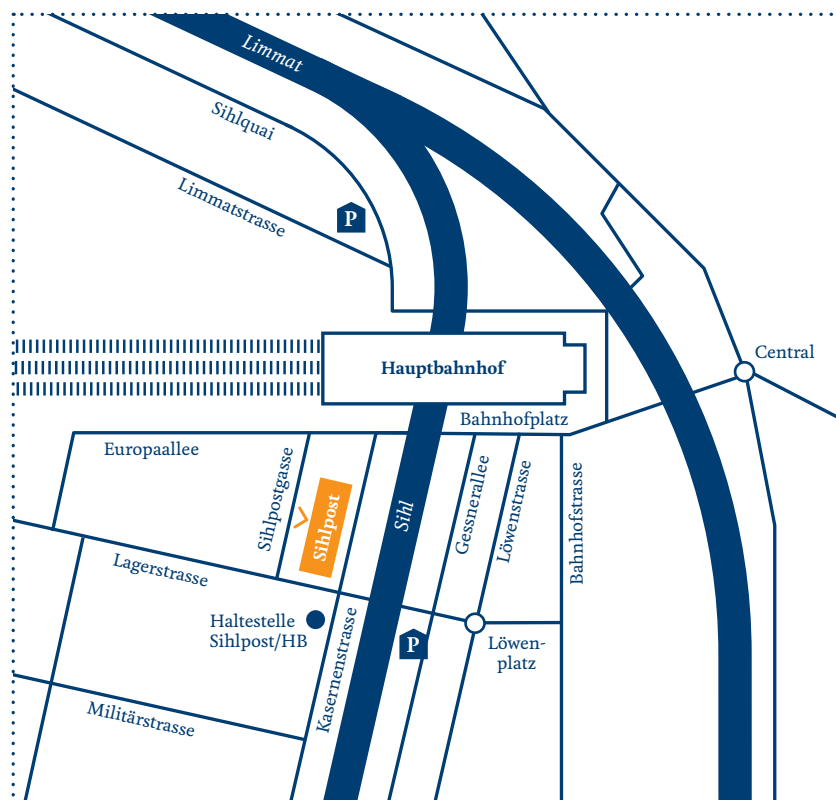 Limmat
Sihlquai
Limmatstrasse
P
Central
Hauptbahnhof
Bahnhofplatz
Europaallee
Sihlpostgasse
Sihlpost
Sihl
Gessnerallee
Löwenstrasse
Bahnhofstrasse
Lagerstrasse
Haltestelle
Sihlpost/HB
Kasernenstrasse
P
Löwen-
platz
Militärstrasse